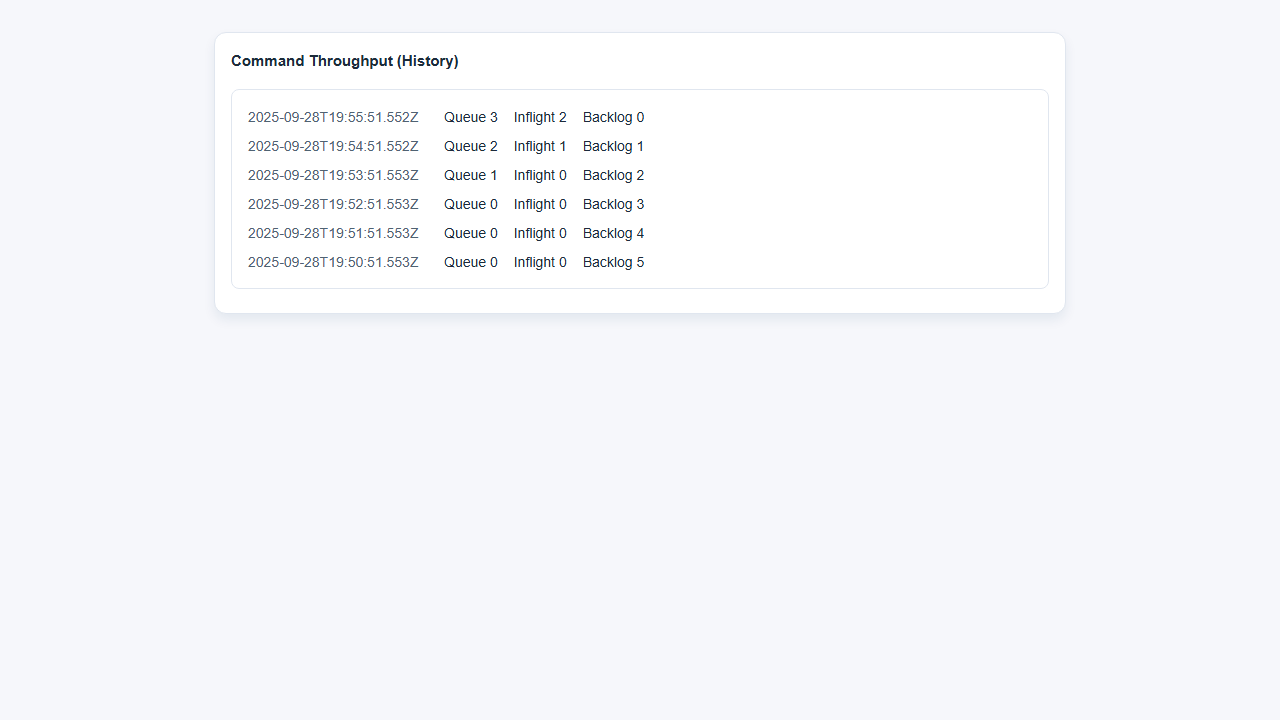 Command Throughput (History)
2025-09-28T19:55:51.552Z Queue 3 Inflight 2 Backlog 0
2025-09-28T19:54:51.552Z Queue 2 Inflight 1 Backlog 1
2025-09-28T19:53:51.553Z Queue 1 Inflight 0 Backlog 2
2025-09-28T19:52:51.553Z Queue 0 Inflight 0 Backlog 3
2025-09-28T19:51:51.553Z Queue 0 Inflight 0 Backlog 4
2025-09-28T19:50:51.553Z Queue 0 Inflight 0 Backlog 5